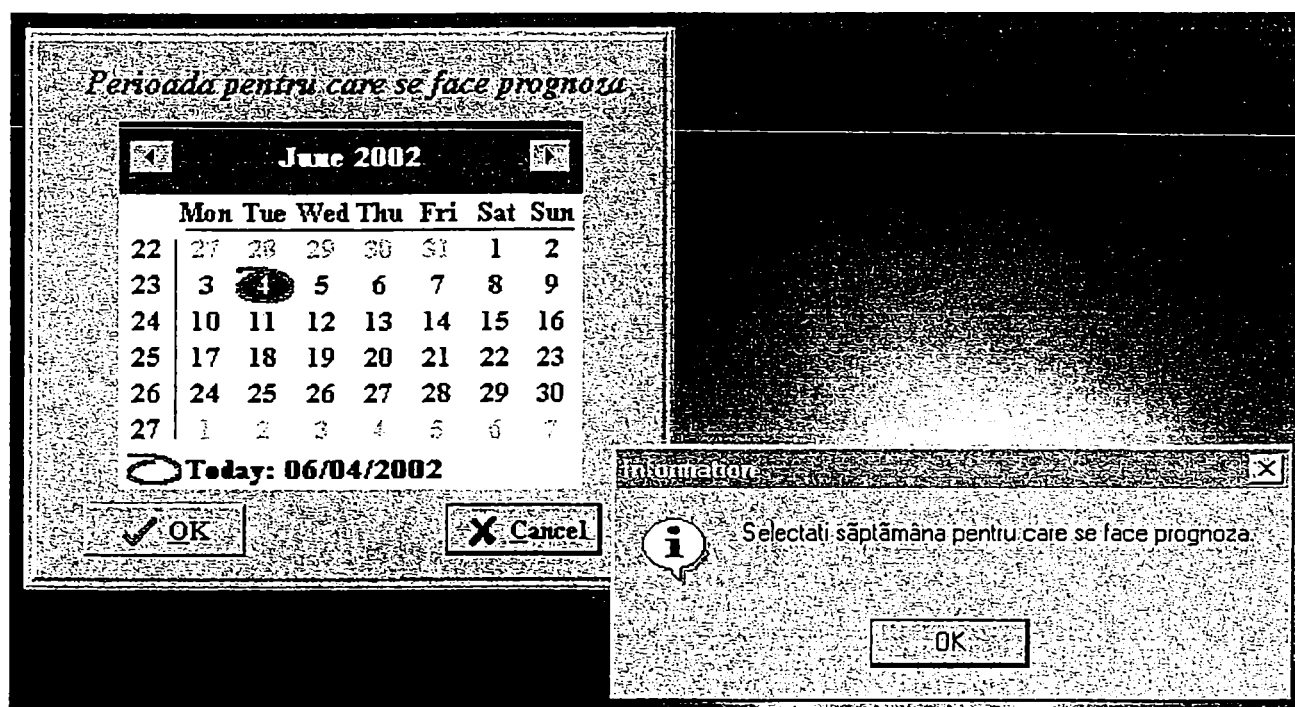 Perioada pentru care se face prognoza
June 2002
Mon Tue Wed Thu Fri Sat Sun
22 27 28 29 30 31 1 2
23 3 4 5 6 7 8 9
24 10 11 12 13 14 15 16
25 17 18 19 20 21 22 23
26 24 25 26 27 28 29 30
27 1 2 3 4 5 6 7
Today: 06/04/2002
OK Cancel
Information
Selectati săptămâna pentru care se face prognoza.
OK